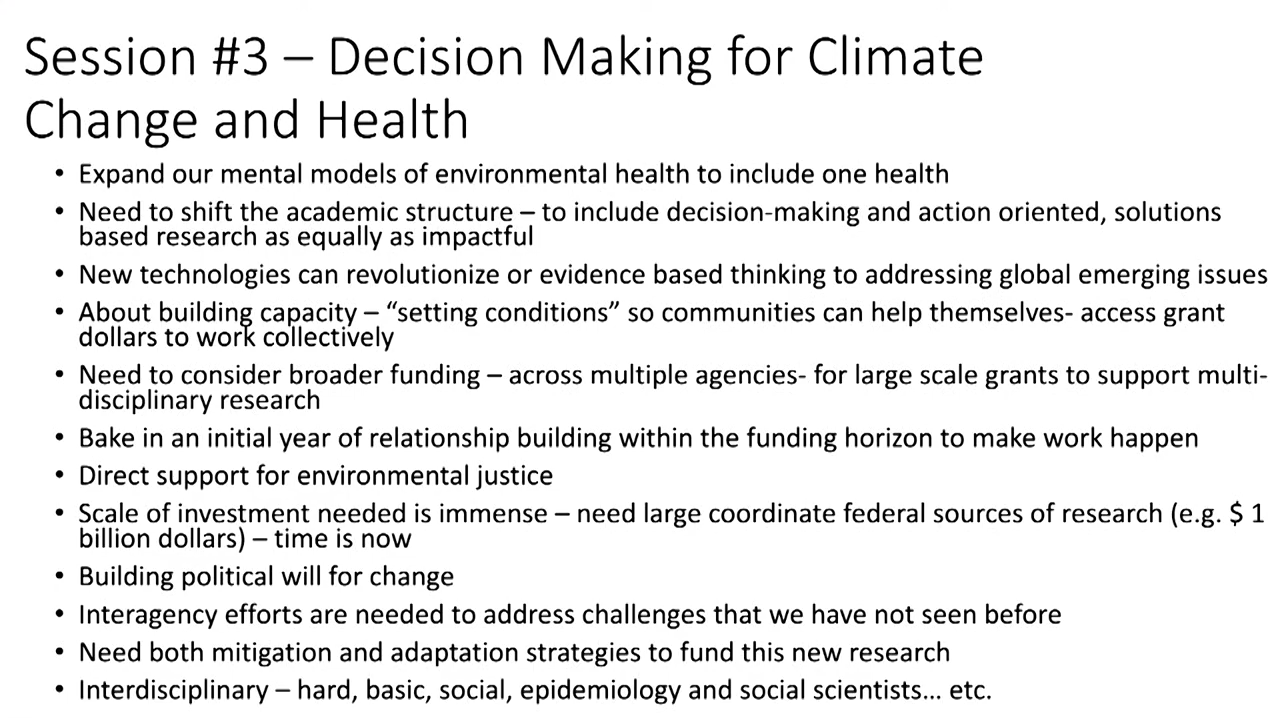 Session #3 – Decision Making for Climate
Change and Health
• Expand our mental models of environmental health to include one health
• Need to shift the academic structure – to include decision-making and action oriented, solutions
based research as equally as impactful
• New technologies can revolutionize or evidence based thinking to addressing global emerging issues
• About building capacity – “setting conditions” so communities can help themselves- access grant
dollars to work collectively
• Need to consider broader funding – across multiple agencies- for large scale grants to support multi-
disciplinary research
• Bake in an initial year of relationship building within the funding horizon to make work happen
• Direct support for environmental justice
• Scale of investment needed is immense – need large coordinate federal sources of research (e.g. $ 1
billion dollars) – time is now
• Building political will for change
• Interagency efforts are needed to address challenges that we have not seen before
• Need both mitigation and adaptation strategies to fund this new research
• Interdisciplinary – hard, basic, social, epidemiology and social scientists... etc.